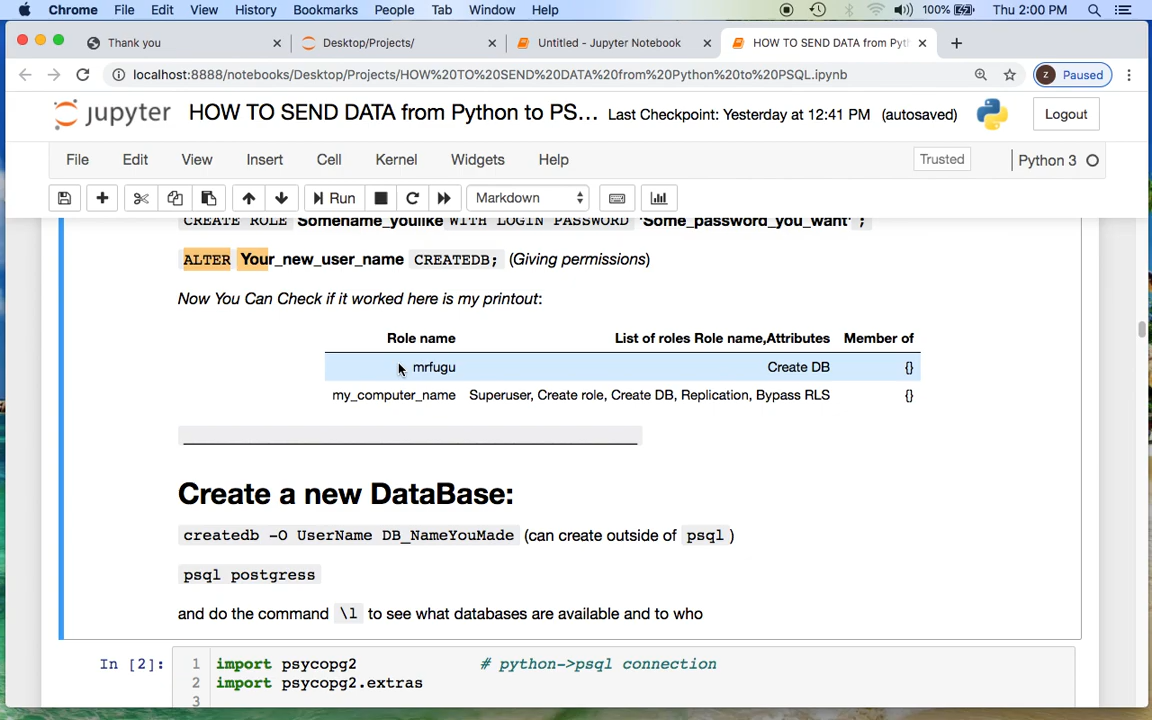 Chrome File Edit View History Bookmarks People Tab Window Help 100% Thu 2:00 PM
Thank you Desktop/Projects/ Untitled - Jupyter Notebook HOW TO SEND DATA from Pyth
localhost:8888/notebooks/Desktop/Projects/HOW%20TO%20SEND%20DATA%20from%20Python%20to%20PSQL.ipynb z Paused
jupyter HOW TO SEND DATA from Python to PS... Last Checkpoint: Yesterday at 12:41 PM (autosaved) Logout
File Edit View Insert Cell Kernel Widgets Help Trusted Python 3
Run Markdown
CREATE ROLE Somename_youlike WITH LOGIN PASSWORD 'Some_password_you_want' ;
ALTER Your_new_user_name CREATEDB; (Giving permissions)
Now You Can Check if it worked here is my printout:
Role name List of roles Role name,Attributes Member of
mrfugu Create DB {}
my_computer_name Superuser, Create role, Create DB, Replication, Bypass RLS {}
Create a new DataBase:
createdb -O UserName DB_NameYouMade (can create outside of psql )
psql postgress
and do the command \l to see what databases are available and to who
In [2]: 1 import psycopg2 # python->psql connection
2 import psycopg2.extras
3